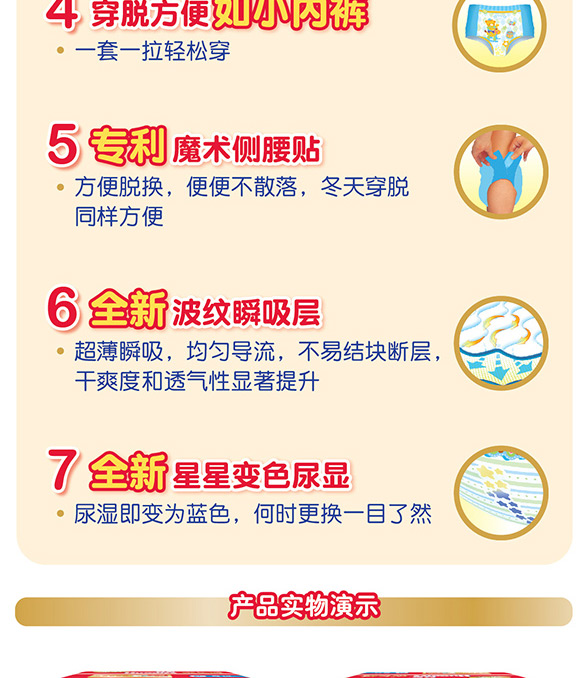 4 穿脱方便如小内裤
• 一套一拉轻松穿
5 专利 魔术侧腰贴
• 方便脱换，便便不散落，冬天穿脱
同样方便
6 全新 波纹瞬吸层
• 超薄瞬吸，均匀导流，不易结块断层，
干爽度和透气性显著提升
7 全新 星星变色尿显
• 尿湿即变为蓝色，何时更换一目了然
产品实物演示